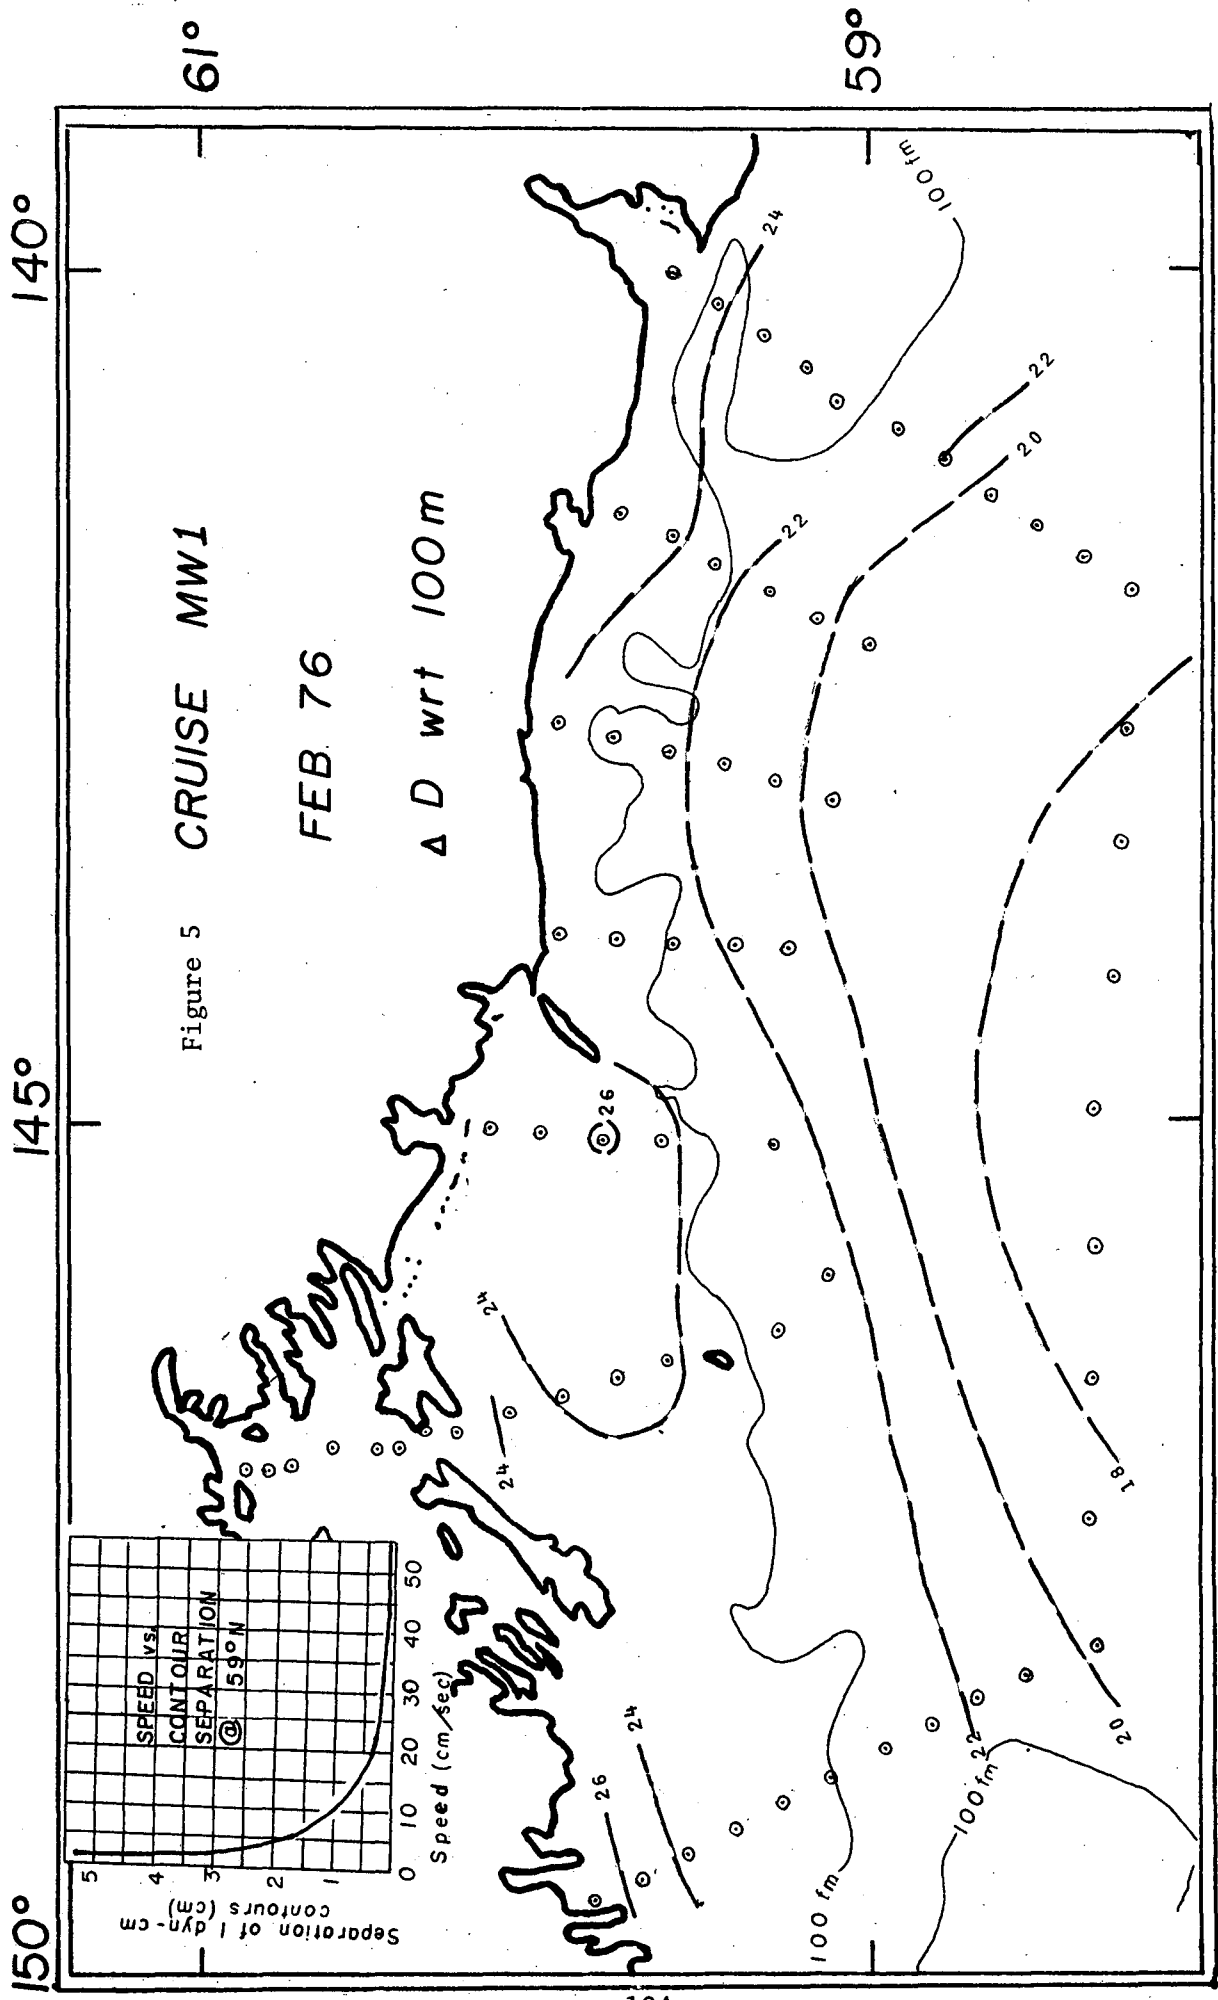 Figure 5 CRUISE MW1
FEB. 76
Δ D wrt 100m
150°
145°
140°
61°
59°
SPEED vs.
CONTOUR
SEPARATION
@ 59°N
Separation of 1 dyn-cm
contours (cm)
5
4
3
2
1
0 10 20 30 40 50
Speed (cm/sec)
26
24
24
24
26
24
22
22
20
22
20
18
100 fm
100 fm
100 fm.